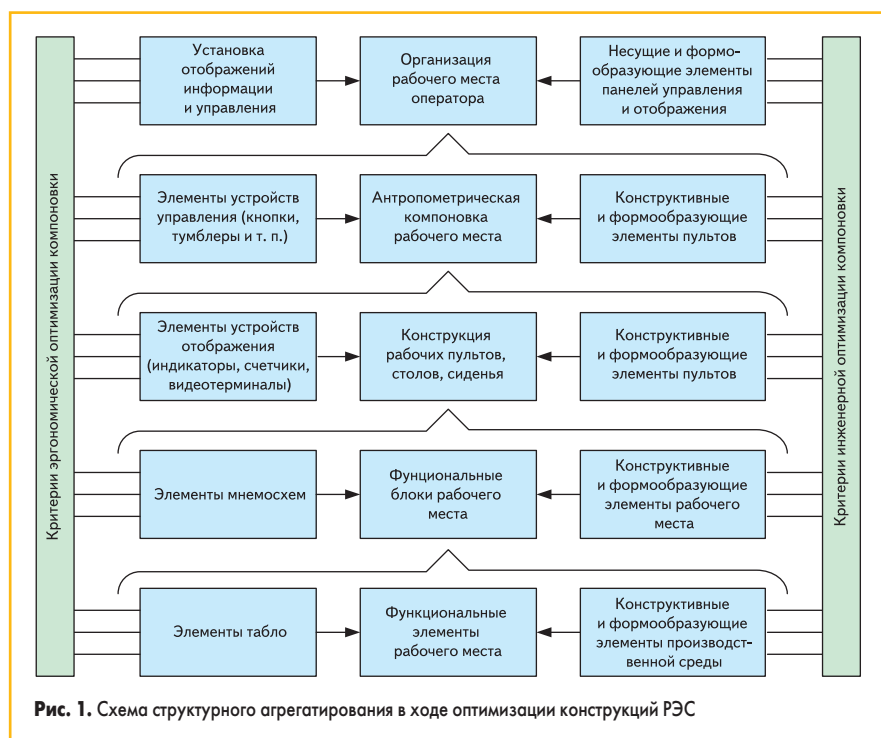 Критерии эргономической оптимизации компоновки
Установка
отображений
информации
и управления
Организация
рабочего места
оператора
Несущие и формо-
образующие элементы
панелей управления
и отображения
Элементы устройств
управления (кнопки,
тумблеры и т. п.)
Антропометрическая
компоновка
рабочего места
Конструктивные
и формообразующие
элементы пультов
Элементы устройств
отображения
(индикаторы, счетчики,
видеотерминалы)
Конструкция
рабочих пультов,
столов, сиденья
Конструктивные
и формообразующие
элементы пультов
Элементы мнемосхем
Фунциональные
блоки рабочего
места
Конструктивные
и формообразующие
элементы рабочего
места
Элементы табло
Функциональные
элементы
рабочего места
Конструктивные
и формообразующие
элементы производст-
венной среды
Критерии инженерной оптимизации компоновки
Рис. 1. Схема структурного агрегатирования в ходе оптимизации конструкций РЭС